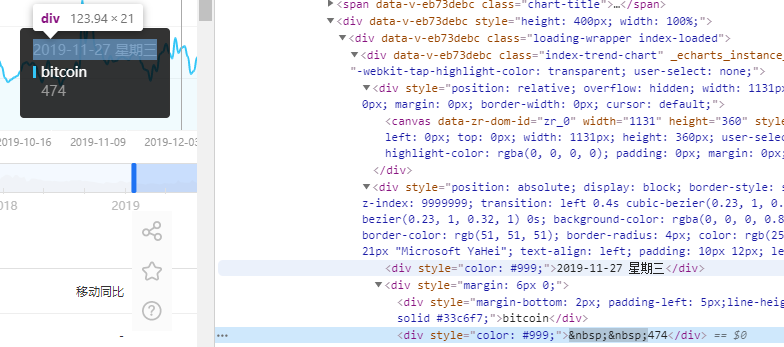 div 123.94 × 21
2019-11-27 星期三
bitcoin
474
2019-10-16 2019-11-09 2019-12-03
018 2019
移动同比
-
▶<span data-v-eb73debc class="chart-title">…</span>
▼<div data-v-eb73debc style="height: 400px; width: 100%;">
▼<div data-v-eb73debc class="loading-wrapper index-loaded">
▼<div data-v-eb73debc class="index-trend-chart" _echarts_instance_
"-webkit-tap-highlight-color: transparent; user-select: none;">
▼<div style="position: relative; overflow: hidden; width: 1131p
0px; margin: 0px; border-width: 0px; cursor: default;">
<canvas data-zr-dom-id="zr_0" width="1131" height="360" style
left: 0px; top: 0px; width: 1131px; height: 360px; user-selec
highlight-color: rgba(0, 0, 0, 0); padding: 0px; margin: 0px;
</div>
▼<div style="position: absolute; display: block; border-style: s
z-index: 9999999; transition: left 0.4s cubic-bezier(0.23, 1, 0.
bezier(0.23, 1, 0.32, 1) 0s; background-color: rgba(0, 0, 0, 0.8
border-color: rgb(51, 51, 51); border-radius: 4px; color: rgb(25
21px "Microsoft YaHei"; text-align: left; padding: 10px 12px; le
<div style="color: #999;">2019-11-27 星期三</div>
▼<div style="margin: 6px 0;">
<div style="margin-bottom: 2px; padding-left: 5px;line-heig
solid #33c6f7;">bitcoin</div>
<div style="color: #999;">&nbsp;&nbsp;474</div> == $0